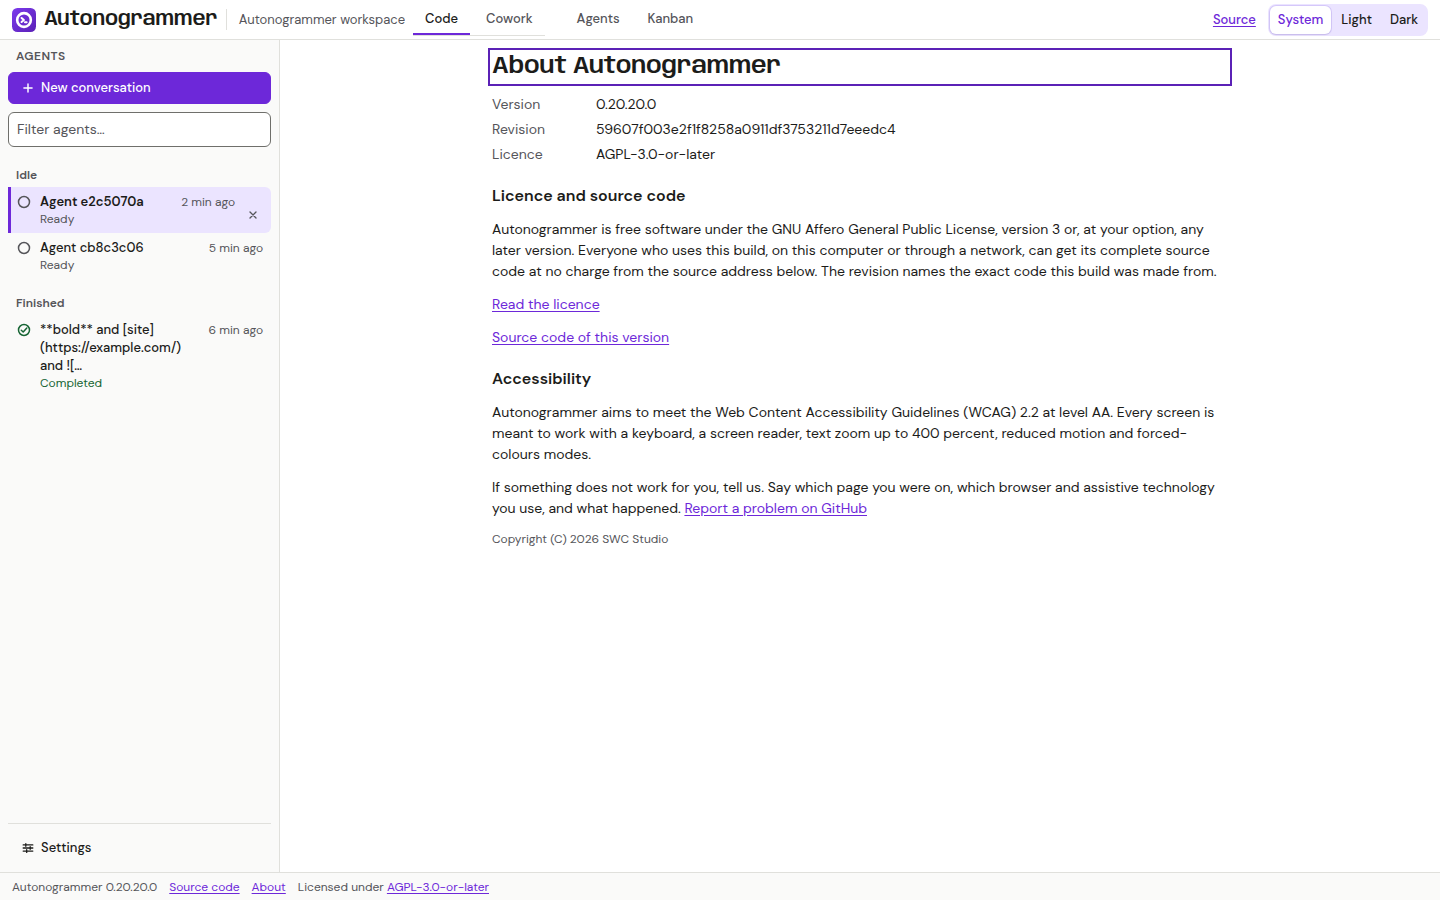 Autonogrammer
Autonogrammer workspace
Code
Cowork
Agents
Kanban
Source
System
Light
Dark
AGENTS
+ New conversation
Filter agents...
Idle
Agent e2c5070a
2 min ago
Ready
Agent cb8c3c06
5 min ago
Ready
Finished
**bold** and [site]
6 min ago
(https://example.com/)
and ![...
Completed
Settings
About Autonogrammer
Version 0.20.20.0
Revision 59607f003e2f1f8258a0911df3753211d7eeedc4
Licence AGPL-3.0-or-later
Licence and source code
Autonogrammer is free software under the GNU Affero General Public License, version 3 or, at your option, any
later version. Everyone who uses this build, on this computer or through a network, can get its complete source
code at no charge from the source address below. The revision names the exact code this build was made from.
Read the licence
Source code of this version
Accessibility
Autonogrammer aims to meet the Web Content Accessibility Guidelines (WCAG) 2.2 at level AA. Every screen is
meant to work with a keyboard, a screen reader, text zoom up to 400 percent, reduced motion and forced-
colours modes.
If something does not work for you, tell us. Say which page you were on, which browser and assistive technology
you use, and what happened. Report a problem on GitHub
Copyright (C) 2026 SWC Studio
Autonogrammer 0.20.20.0 Source code About Licensed under AGPL-3.0-or-later